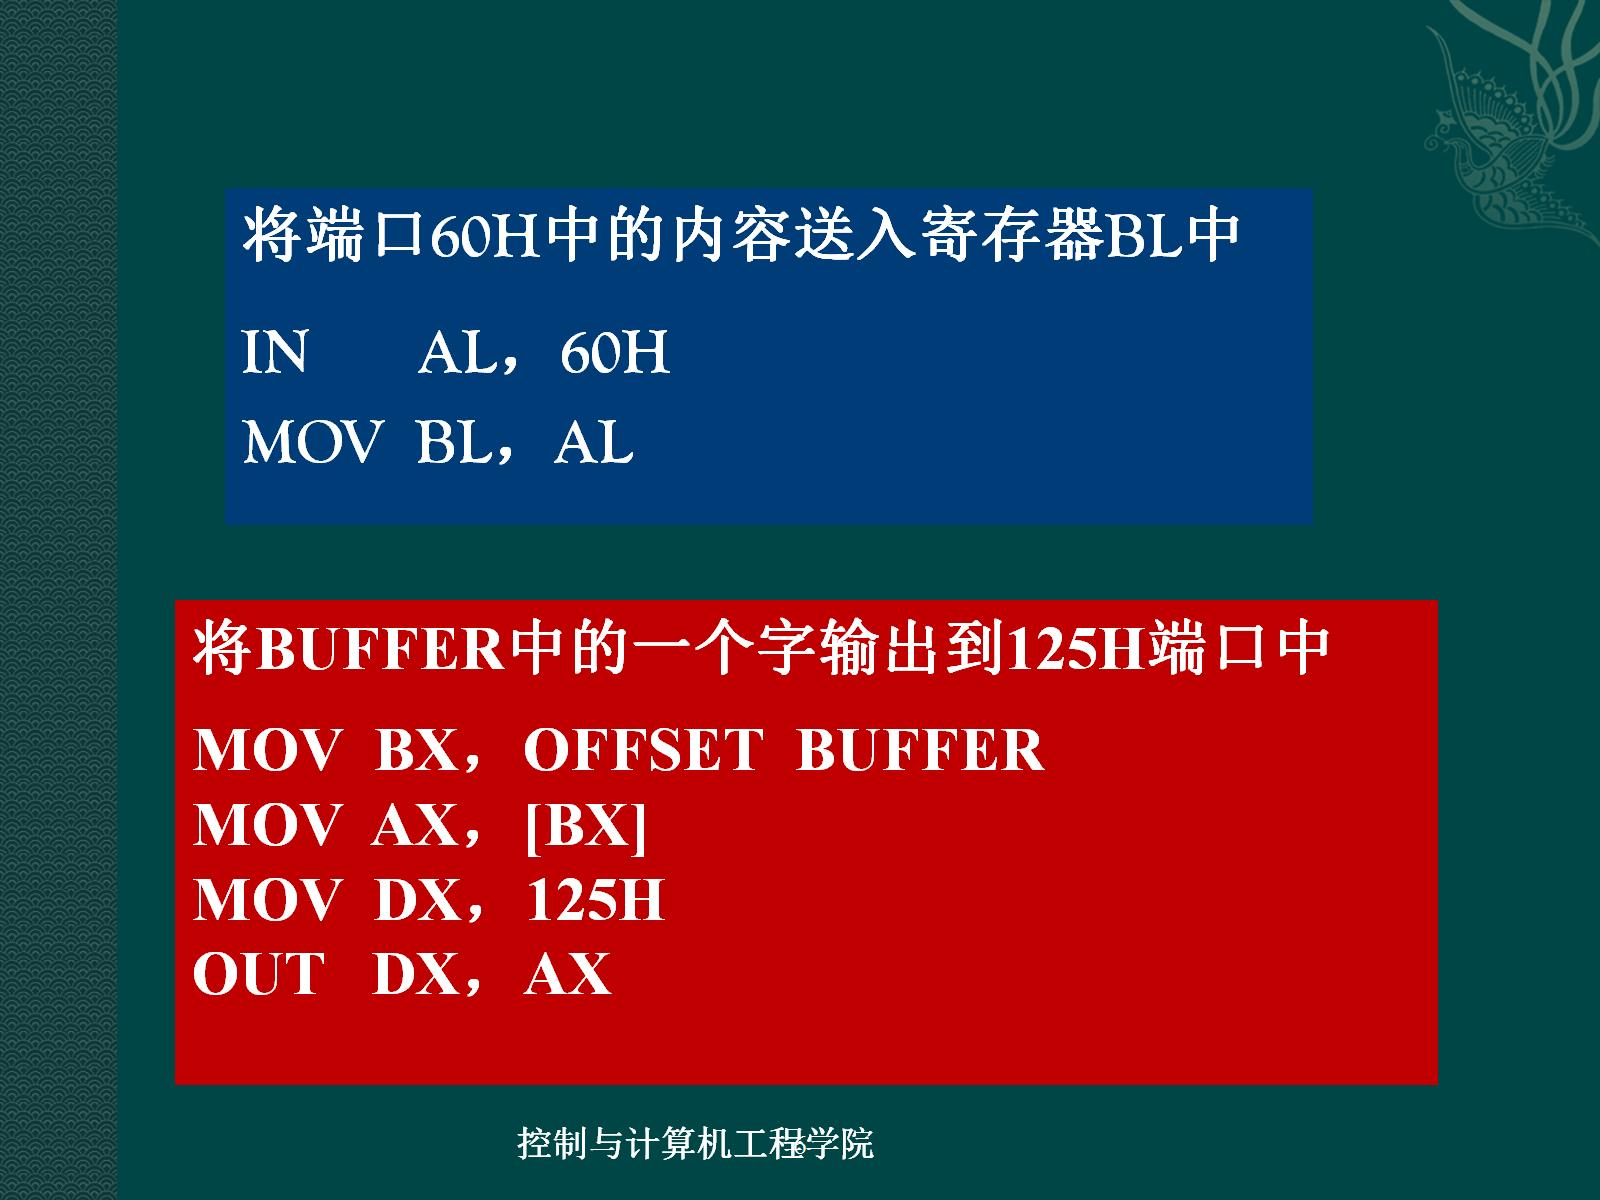 将端口60H中的内容送入寄存器BL中
IN AL，60H
MOV BL，AL
将BUFFER中的一个字输出到125H端口中
MOV BX，OFFSET BUFFER
MOV AX，[BX]
MOV DX，125H
OUT DX，AX
控制与计算机工程学院